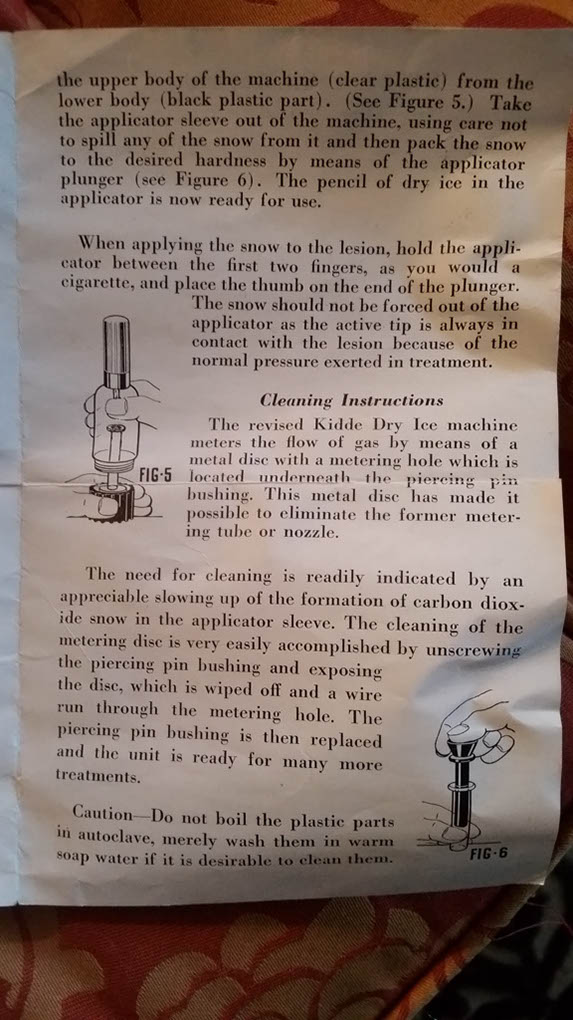 the upper body of the machine (clear plastic) from the
lower body (black plastic part). (See Figure 5.) Take
the applicator sleeve out of the machine, using care not
to spill any of the snow from it and then pack the snow
to the desired hardness by means of the applicator
plunger (see Figure 6). The pencil of dry ice in the
applicator is now ready for use.
When applying the snow to the lesion, hold the appli-
cator between the first two fingers, as you would a
cigarette, and place the thumb on the end of the plunger.
The snow should not be forced out of the
applicator as the active tip is always in
contact with the lesion because of the
normal pressure exerted in treatment.
Cleaning Instructions
The revised Kidde Dry Ice machine
meters the flow of gas by means of a
metal disc with a metering hole which is
located underneath the piercing pin
bushing. This metal disc has made it
possible to eliminate the former meter-
ing tube or nozzle.
FIG·5
The need for cleaning is readily indicated by an
appreciable slowing up of the formation of carbon diox-
ide snow in the applicator sleeve. The cleaning of the
metering disc is very easily accomplished by unscrewing
the piercing pin bushing and exposing
the disc, which is wiped off and a wire
run through the metering hole. The
piercing pin bushing is then replaced
and the unit is ready for many more
treatments.
Caution—Do not boil the plastic parts
in autoclave, merely wash them in warm
soap water if it is desirable to clean them.
FIG·6